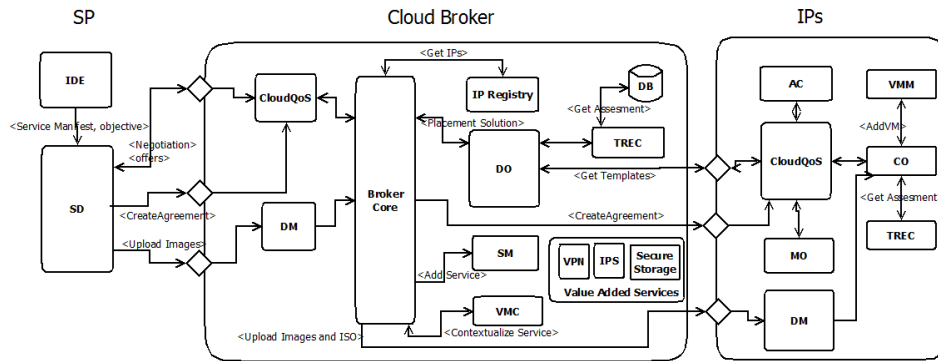 SP
Cloud Broker
IPs
IDE
<Get IPs>
CloudQoS
IP Registry
DB
AC
VMM
<Service Manifest, objective>
<Get Assesment>
<Placement Solution>
<AddVM>
<Negotiation>
<offers>
TREC
CloudQoS
CO
DO
SD
Broker
Core
<Get Templates>
<Get Assesment>
<CreateAgreement>
DM
<CreateAgreement>
<Upload Images>
TREC
SM
VPN
IPS
Secure
Storage
MO
<Add Service>
Value Added Services
VMC
DM
<Upload Images and ISO>
<Contextualize Service>